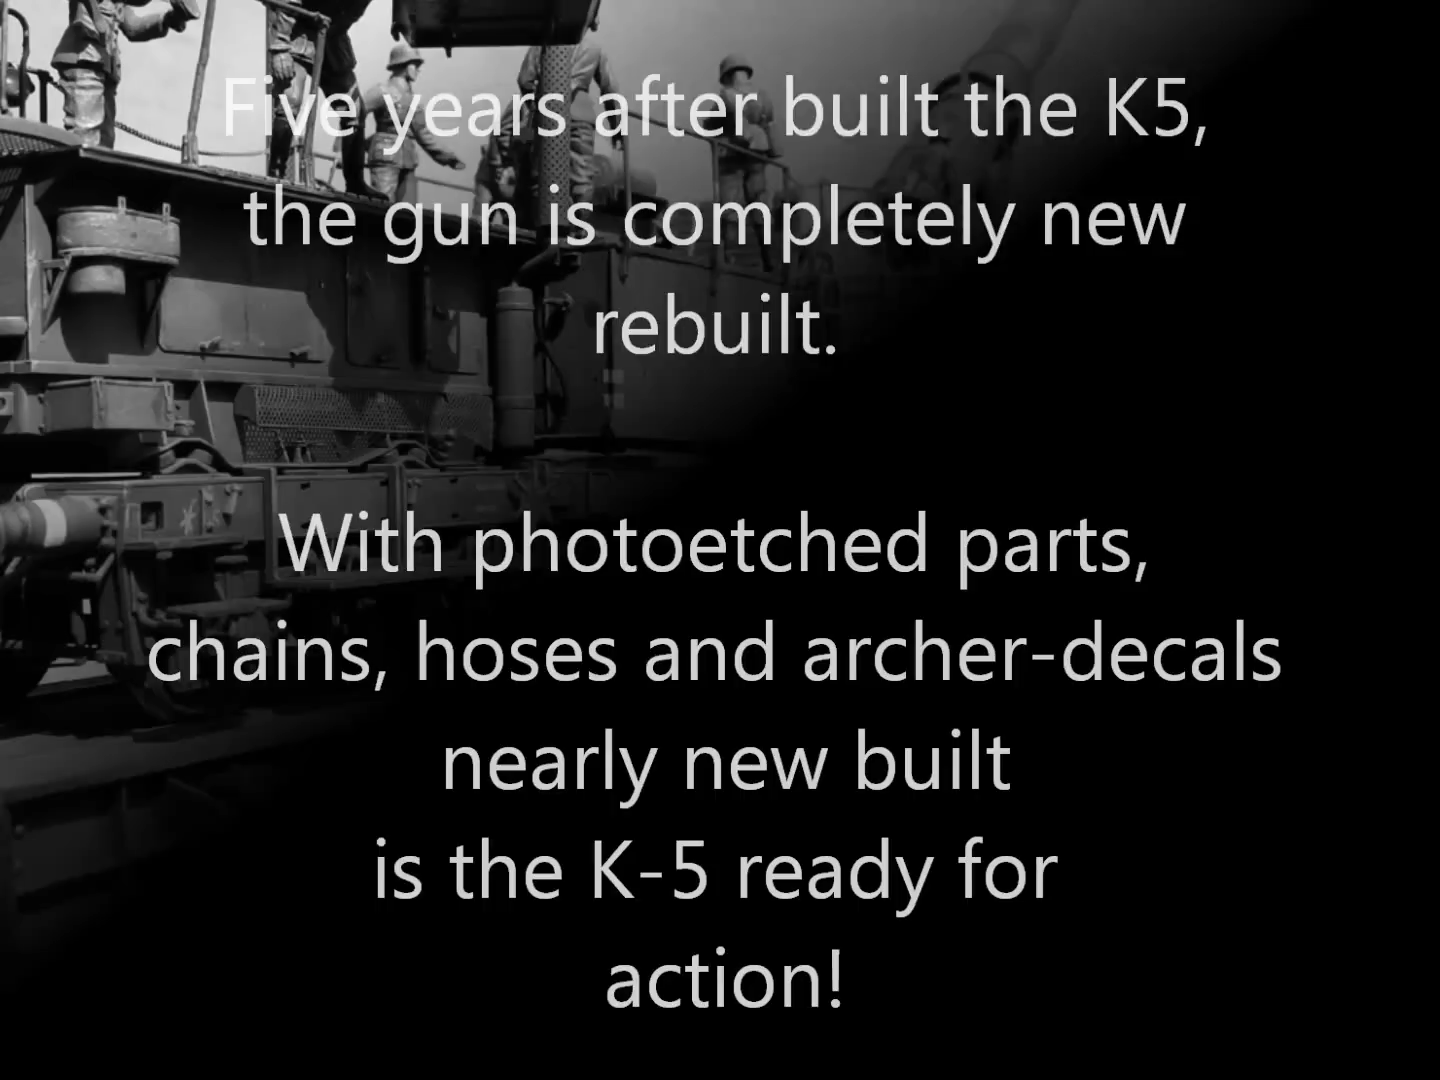 Five years after built the K5,
the gun is completely new
rebuilt.
With photoetched parts,
chains, hoses and archer-decals
nearly new built
is the K-5 ready for
action!